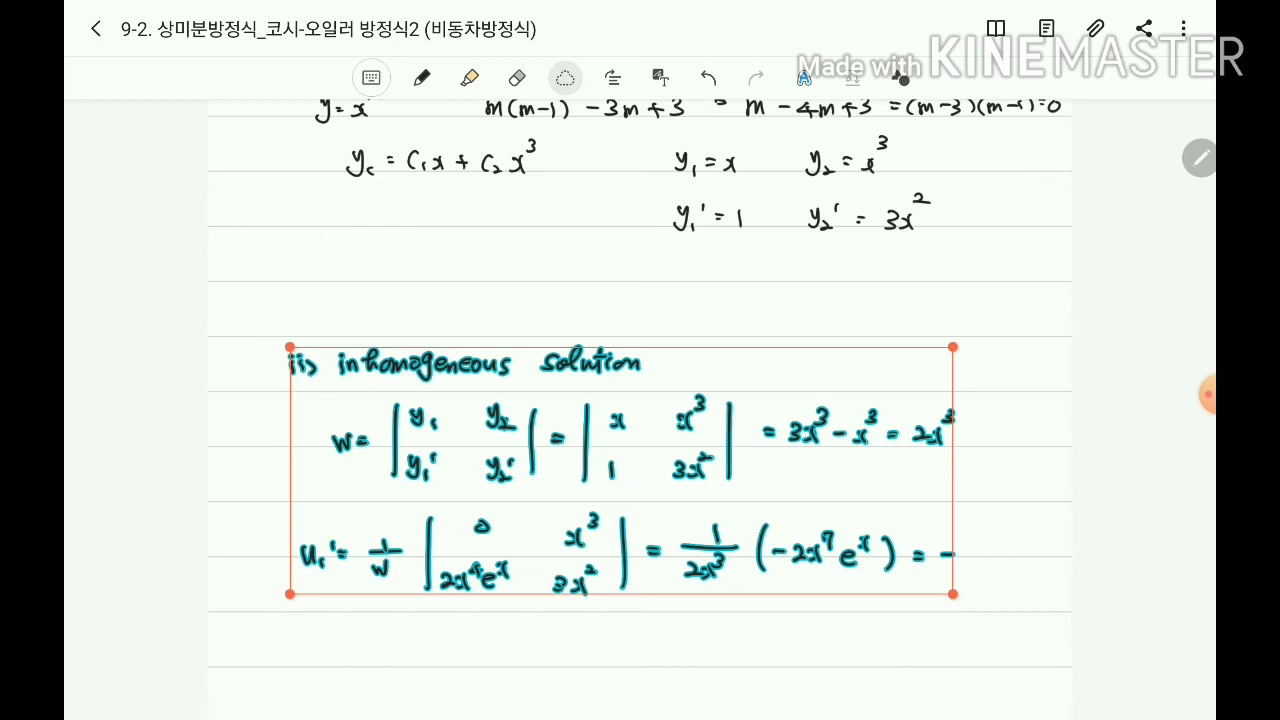 9-2. 상미분방정식_코시-오일러 방정식2 (비동차방정식)
Made with KINEMASTER
y = x m(m-1) - 3m + 3 = m - 4m + 3 = (m-3)(m-1) = 0
y_c = C₁x + C₂x³ y₁ = x y₂ = x³
y₁' = 1 y₂' = 3x²
ii) inhomogeneous solution
W = | y₁ y₂ | = | x x³ | = 3x³ - x³ = 2x³
| y₁' y₂' | | 1 3x² |
u₁' = 1/W | 0 x³ | = 1/2x³ (-2x⁷eˣ) = -
| 2x⁴eˣ 3x² |